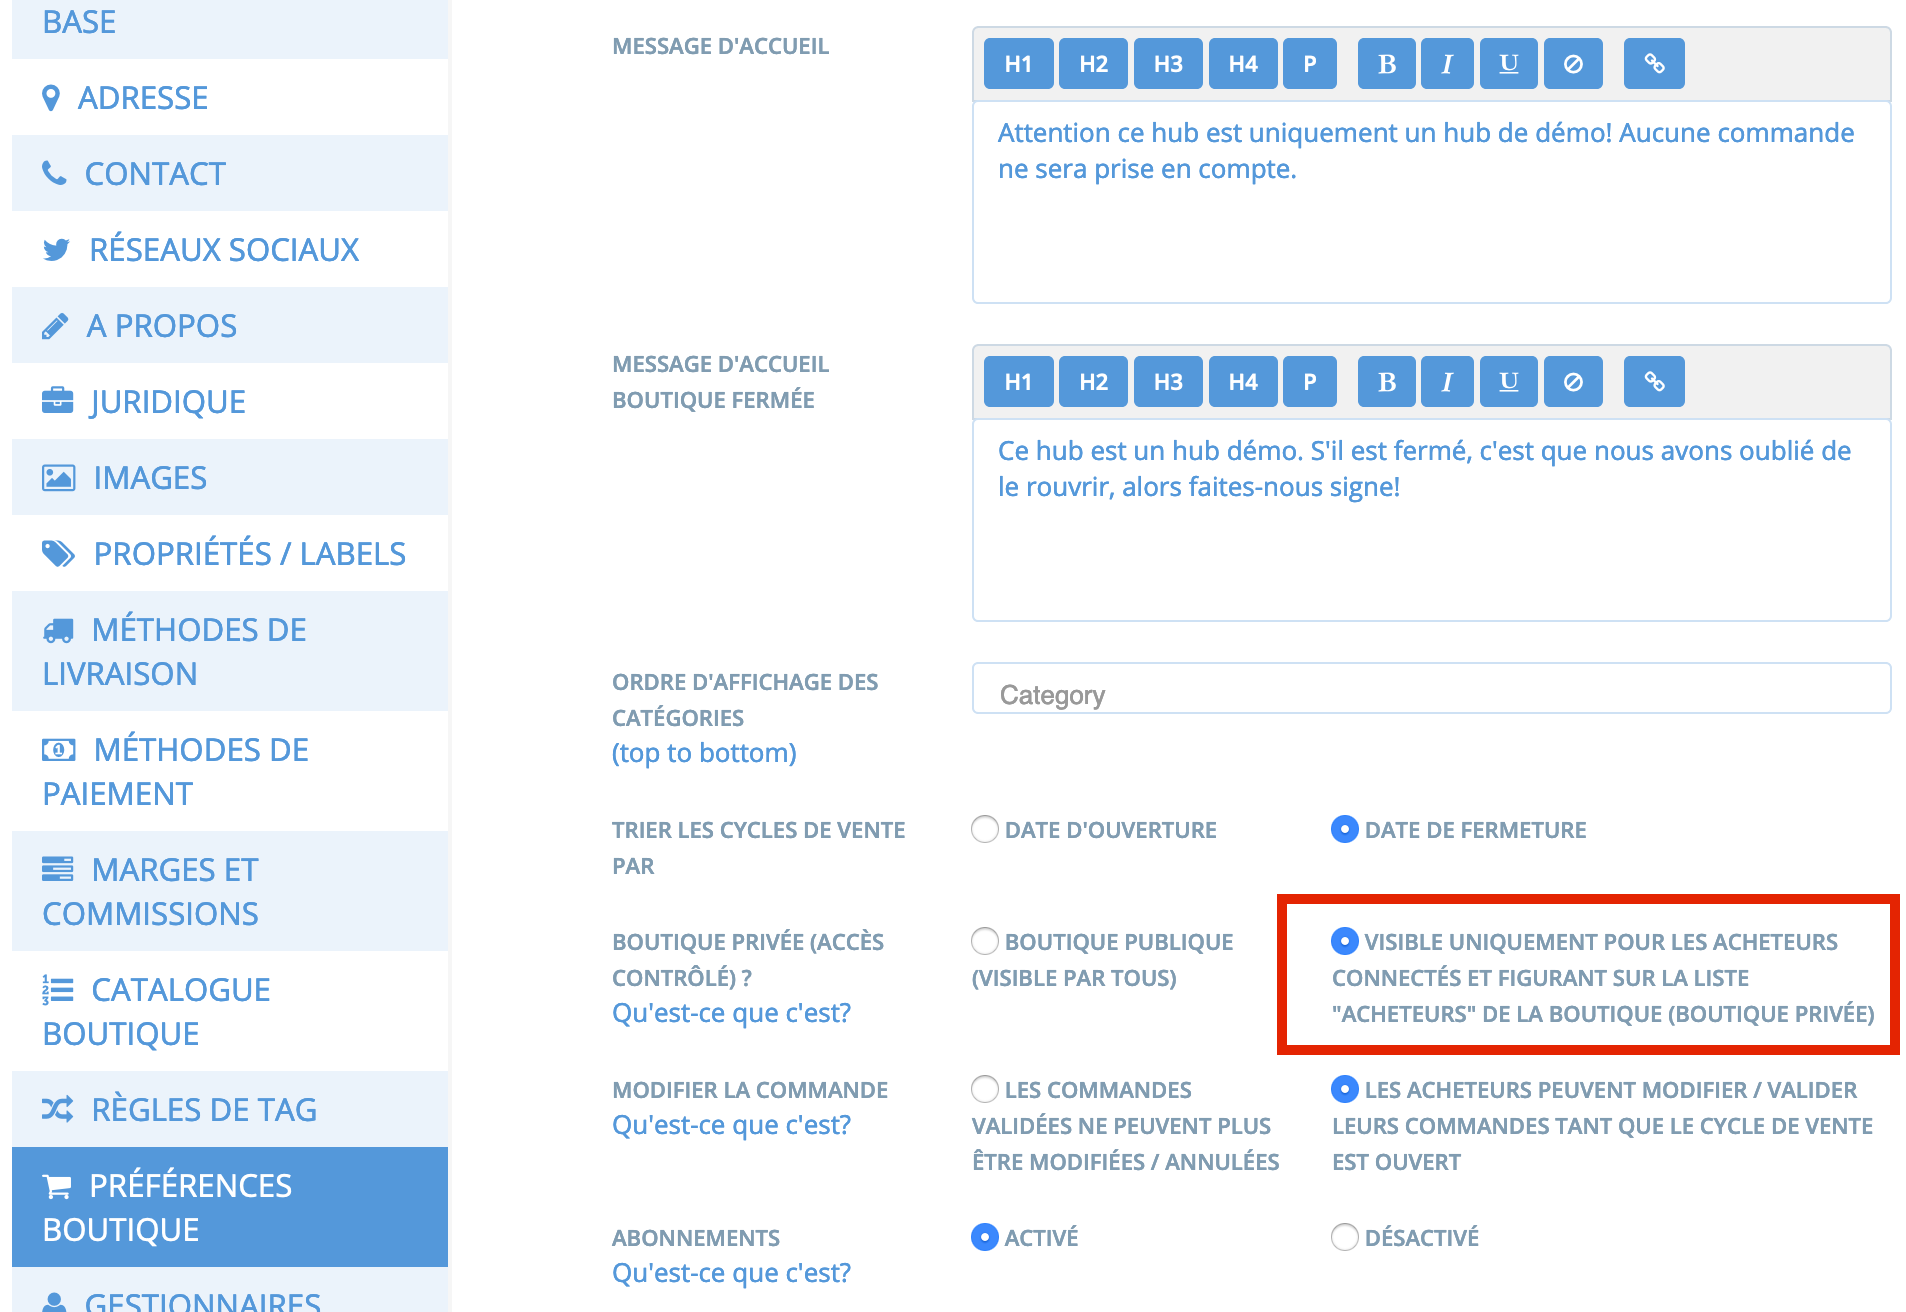 BASE
ADRESSE
CONTACT
RÉSEAUX SOCIAUX
A PROPOS
JURIDIQUE
IMAGES
PROPRIÉTÉS / LABELS
MÉTHODES DE
LIVRAISON
MÉTHODES DE
PAIEMENT
MARGES ET
COMMISSIONS
CATALOGUE
BOUTIQUE
RÈGLES DE TAG
PRÉFÉRENCES
BOUTIQUE
GESTIONNAIRES
MESSAGE D'ACCUEIL
H1 H2 H3 H4 P B I U
Attention ce hub est uniquement un hub de démo! Aucune commande
ne sera prise en compte.
MESSAGE D'ACCUEIL
BOUTIQUE FERMÉE
H1 H2 H3 H4 P B I U
Ce hub est un hub démo. S'il est fermé, c'est que nous avons oublié de
le rouvrir, alors faites-nous signe!
ORDRE D'AFFICHAGE DES
CATÉGORIES
(top to bottom)
Category
TRIER LES CYCLES DE VENTE
PAR
DATE D'OUVERTURE
DATE DE FERMETURE
BOUTIQUE PRIVÉE (ACCÈS
CONTRÔLÉ) ?
Qu'est-ce que c'est?
BOUTIQUE PUBLIQUE
(VISIBLE PAR TOUS)
VISIBLE UNIQUEMENT POUR LES ACHETEURS
CONNECTÉS ET FIGURANT SUR LA LISTE
"ACHETEURS" DE LA BOUTIQUE (BOUTIQUE PRIVÉE)
MODIFIER LA COMMANDE
Qu'est-ce que c'est?
LES COMMANDES
VALIDÉES NE PEUVENT PLUS
ÊTRE MODIFIÉES / ANNULÉES
LES ACHETEURS PEUVENT MODIFIER / VALIDER
LEURS COMMANDES TANT QUE LE CYCLE DE VENTE
EST OUVERT
ABONNEMENTS
Qu'est-ce que c'est?
ACTIVÉ
DÉSACTIVÉ